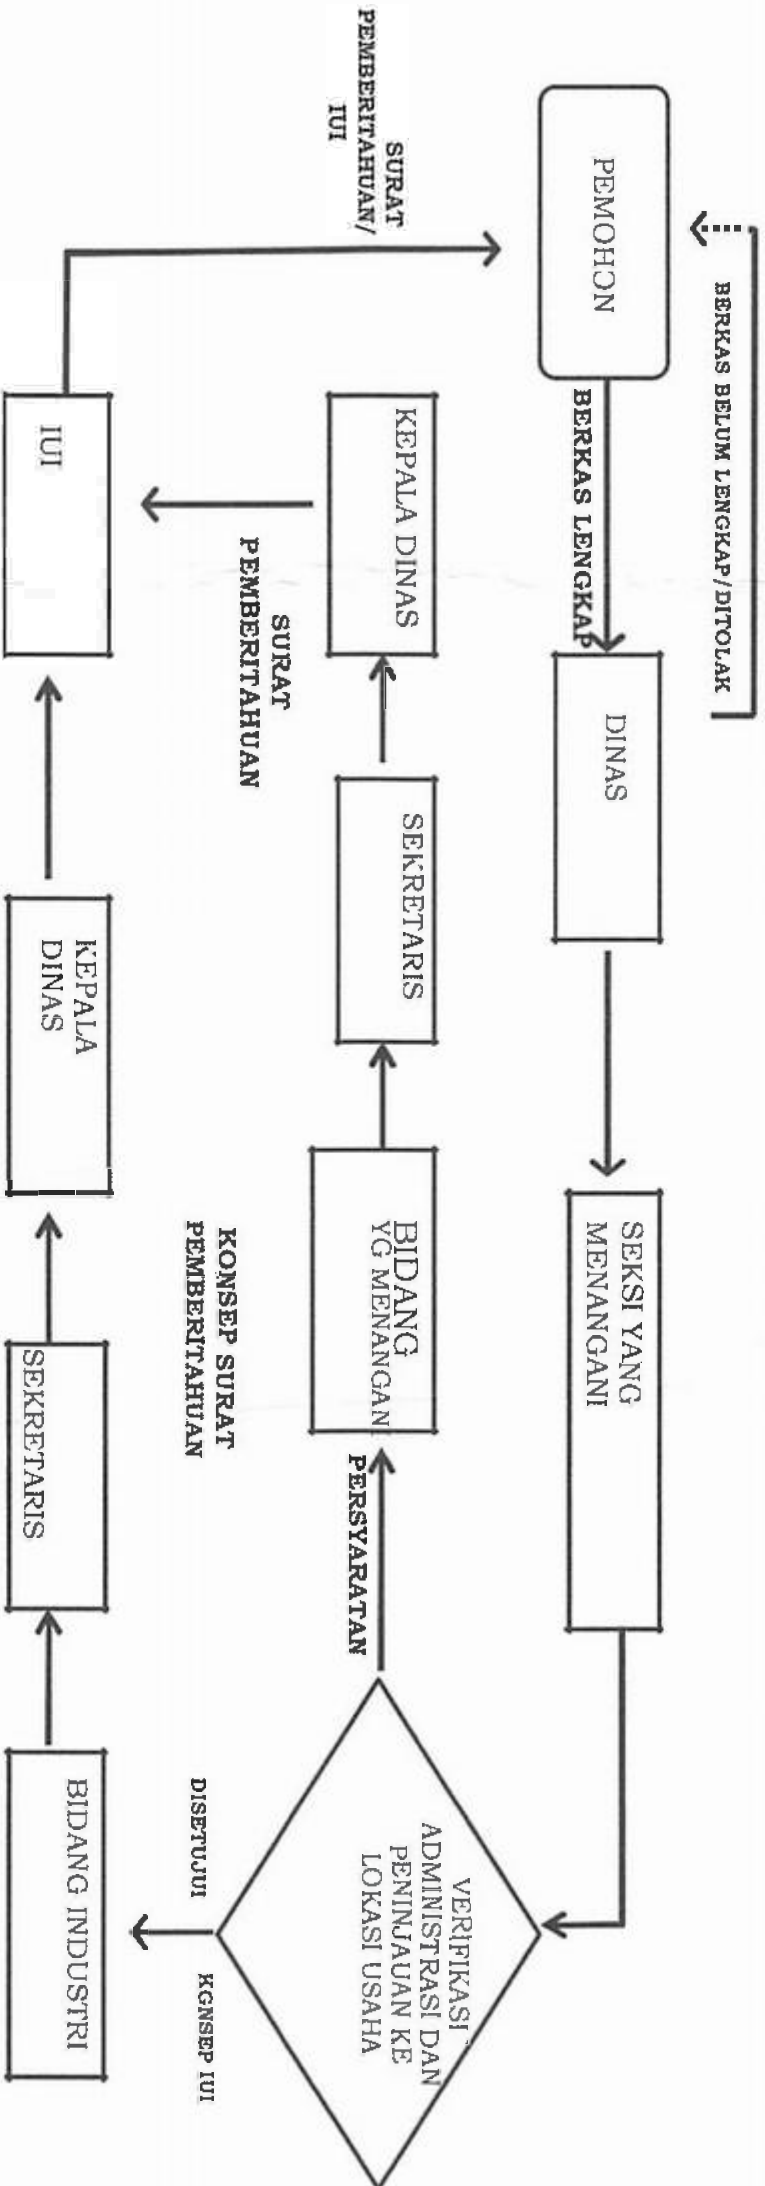 BERKAS BELUM LENGKAP/DITOLAK
PEMOHON
BERKAS LENGKAP
DINAS
SEKSI YANG
MENANGANI
SURAT
PEMBERITAHUAN/
IUI
KEPALA DINAS
SEKRETARIS
BIDANG
YG MENANGAN
PERSYARATAN
VERIFIKASI
ADMINISTRASI DAN
PENINJAUAN KE
LOKASI USAHA
SURAT
PEMBERITAHUAN
KONSEP SURAT
PEMBERITAHUAN
DISETUJUI
KGNSEP IUI
IUI
KEPALA
DINAS
SEKRETARIS
BIDANG INDUSTRI